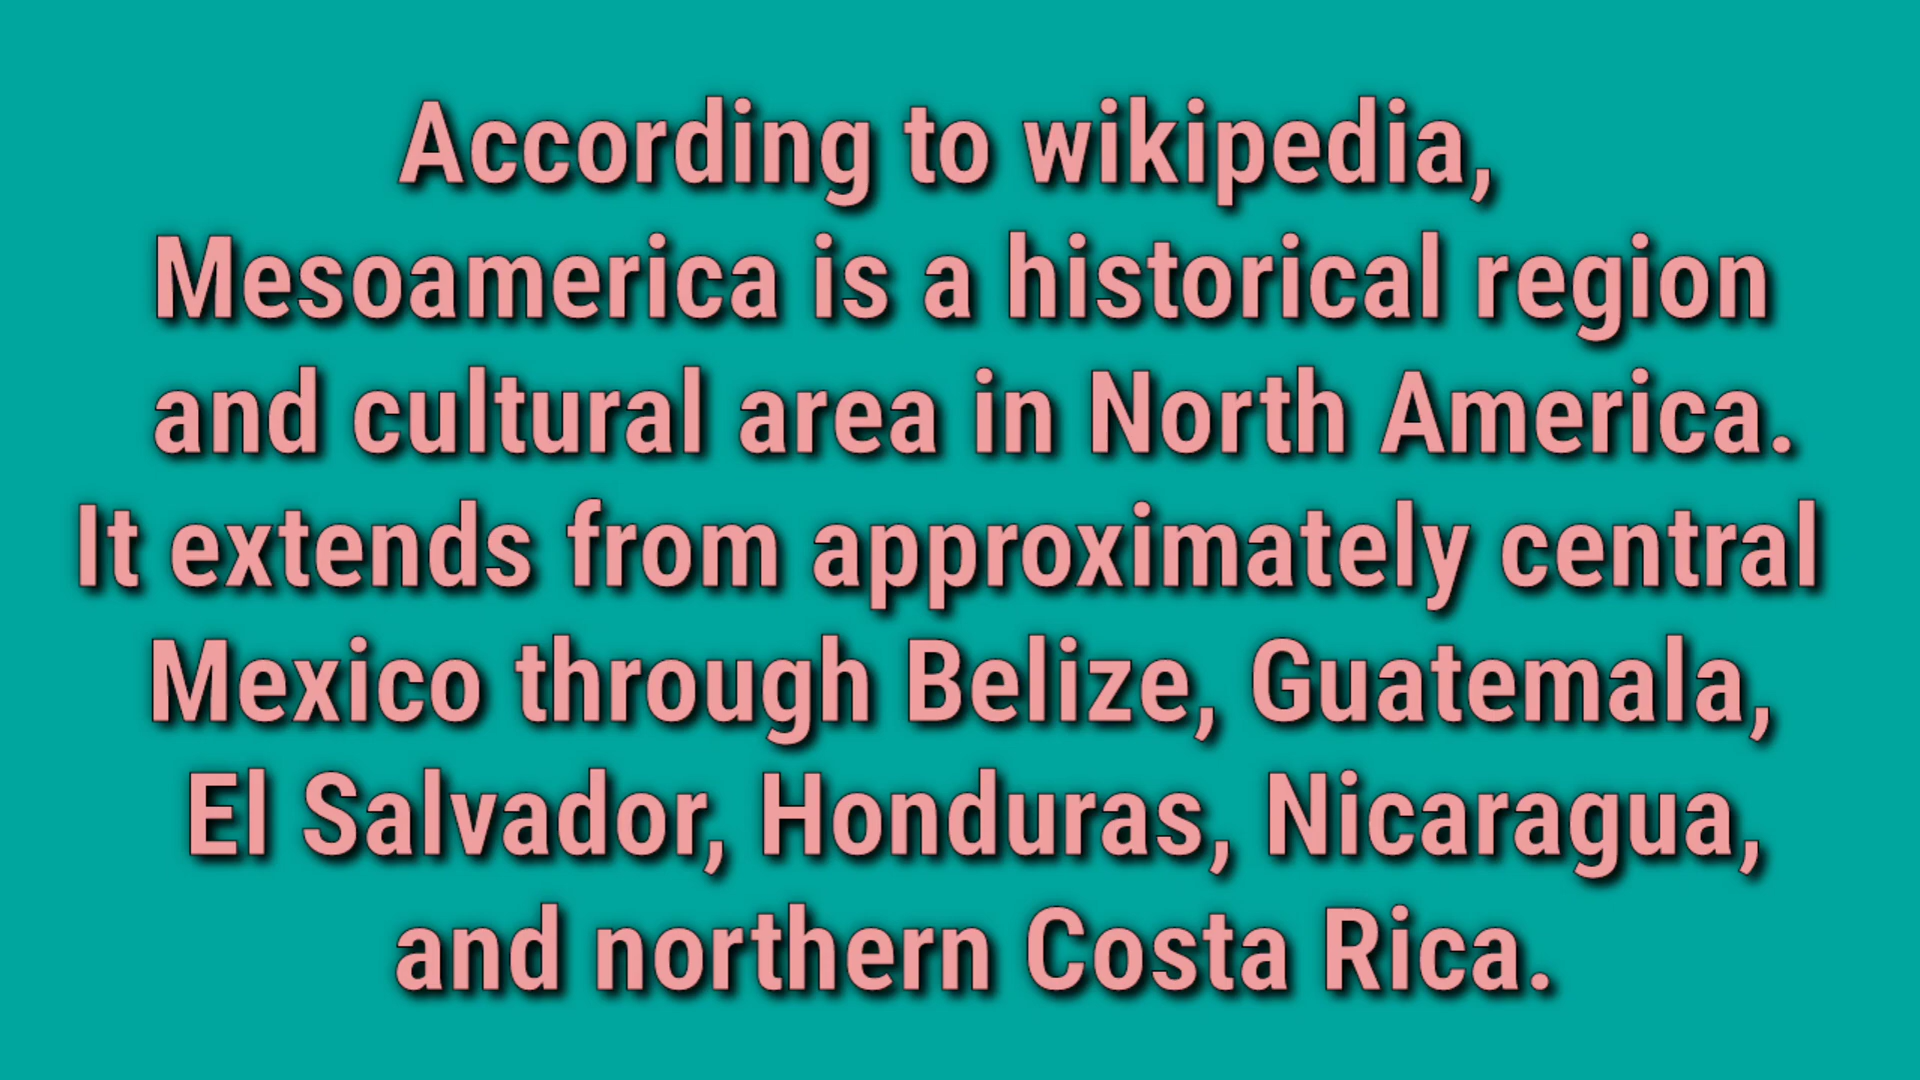 According to wikipedia,
Mesoamerica is a historical region
and cultural area in North America.
It extends from approximately central
Mexico through Belize, Guatemala,
El Salvador, Honduras, Nicaragua,
and northern Costa Rica.